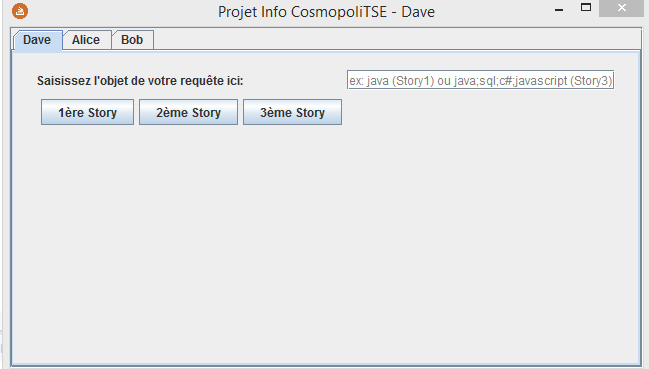 Projet Info CosmopoliTSE - Dave
Dave Alice Bob
Saisissez l'objet de votre requête ici: ex: java (Story1) ou java;sql;c#;javascript (Story3)
1ère Story 2ème Story 3ème Story